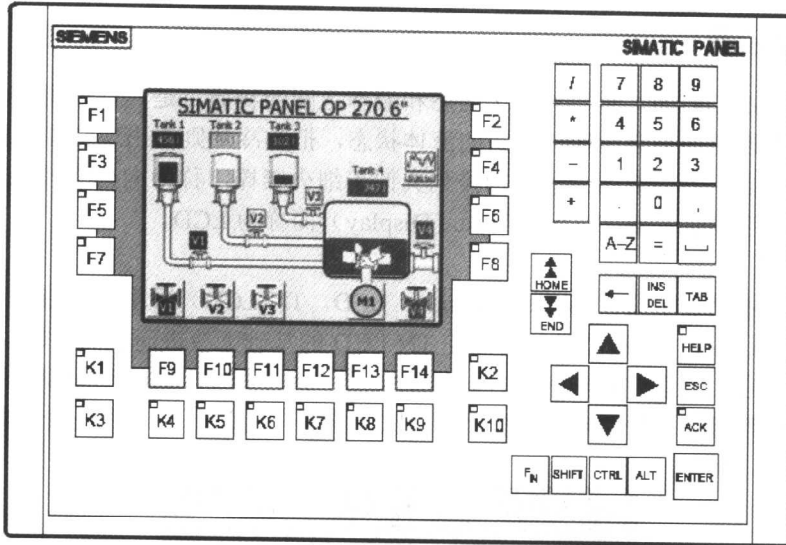 SIEMENS
SIMATIC PANEL
SIMATIC PANEL OP 270 6"
Tank 1
Tank 2
Tank 3
Tank 4
V3
V2
V1
V4
V1
V2
V3
M1
F1
F3
F5
F7
F2
F4
F6
F8
/
7
8
9
*
4
5
6
-
1
2
3
+
.
0
,
A-Z
=
HOME
END
INS
DEL
TAB
HELP
ESC
ACK
K1
F9
F10
F11
F12
F13
F14
K2
K3
K4
K5
K6
K7
K8
K9
K10
FN
SHIFT
CTRL
ALT
ENTER